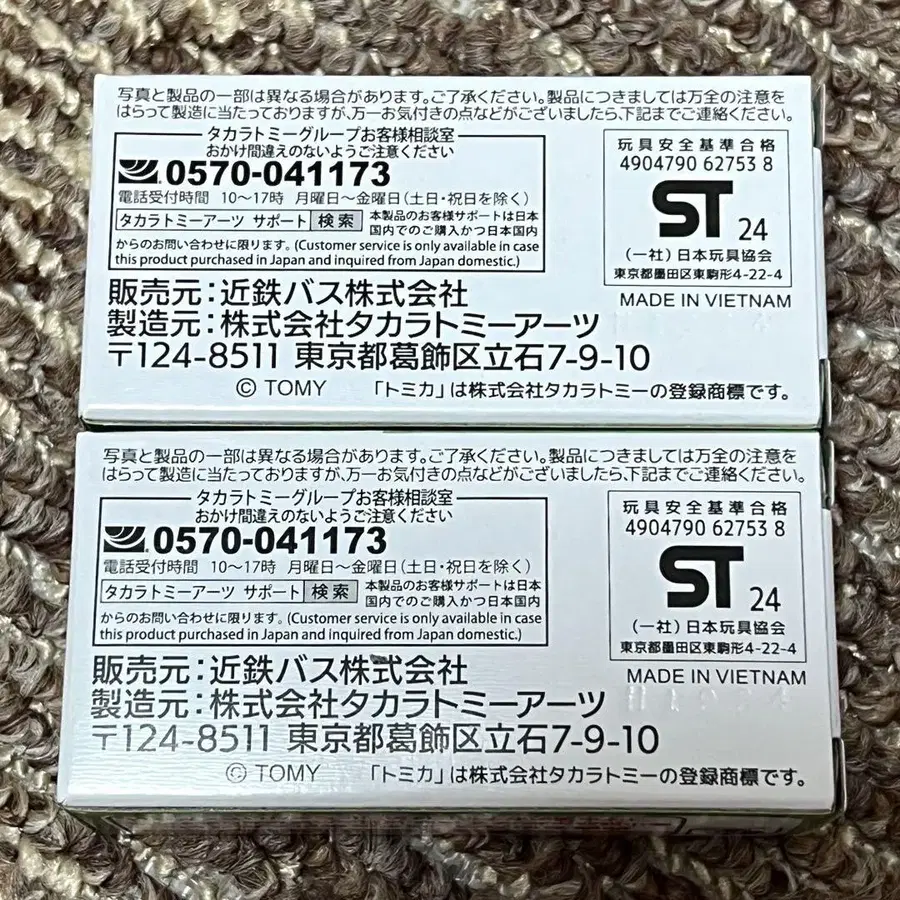 写真と製品の一部は異なる場合があります。ご了承ください。製品につきましては万全の注意を
はらって製造に当たっておりますが、万一お気付きの点などがございましたら、下記までご連絡ください。
タカラトミーグループお客様相談室
おかけ間違えのないようご注意ください
0570-041173
電話受付時間 10〜17時 月曜日〜金曜日(土日・祝日を除く)
タカラトミーアーツ サポート 検索 本製品のお客様サポートは日本
国内でのご購入かつ日本国内
からのお問い合わせに限ります。(Customer service is only available in case
this product purchased in Japan and inquired from Japan domestic.)
玩具安全基準合格
4904790 62753 8
ST 24
(一社)日本玩具協会
東京都墨田区東駒形4-22-4
MADE IN VIETNAM
販売元:近鉄バス株式会社
製造元:株式会社タカラトミーアーツ
〒124-8511 東京都葛飾区立石7-9-10
© TOMY 「トミカ」は株式会社タカラトミーの登録商標です。
写真と製品の一部は異なる場合があります。ご了承ください。製品につきましては万全の注意を
はらって製造に当たっておりますが、万一お気付きの点などがございましたら、下記までご連絡ください。
タカラトミーグループお客様相談室
おかけ間違えのないようご注意ください
0570-041173
電話受付時間 10〜17時 月曜日〜金曜日(土日・祝日を除く)
タカラトミーアーツ サポート 検索 本製品のお客様サポートは日本
国内でのご購入かつ日本国内
からのお問い合わせに限ります。(Customer service is only available in case
this product purchased in Japan and inquired from Japan domestic.)
玩具安全基準合格
4904790 62753 8
ST 24
(一社)日本玩具協会
東京都墨田区東駒形4-22-4
MADE IN VIETNAM
販売元:近鉄バス株式会社
製造元:株式会社タカラトミーアーツ
〒124-8511 東京都葛飾区立石7-9-10
© TOMY 「トミカ」は株式会社タカラトミーの登録商標です。